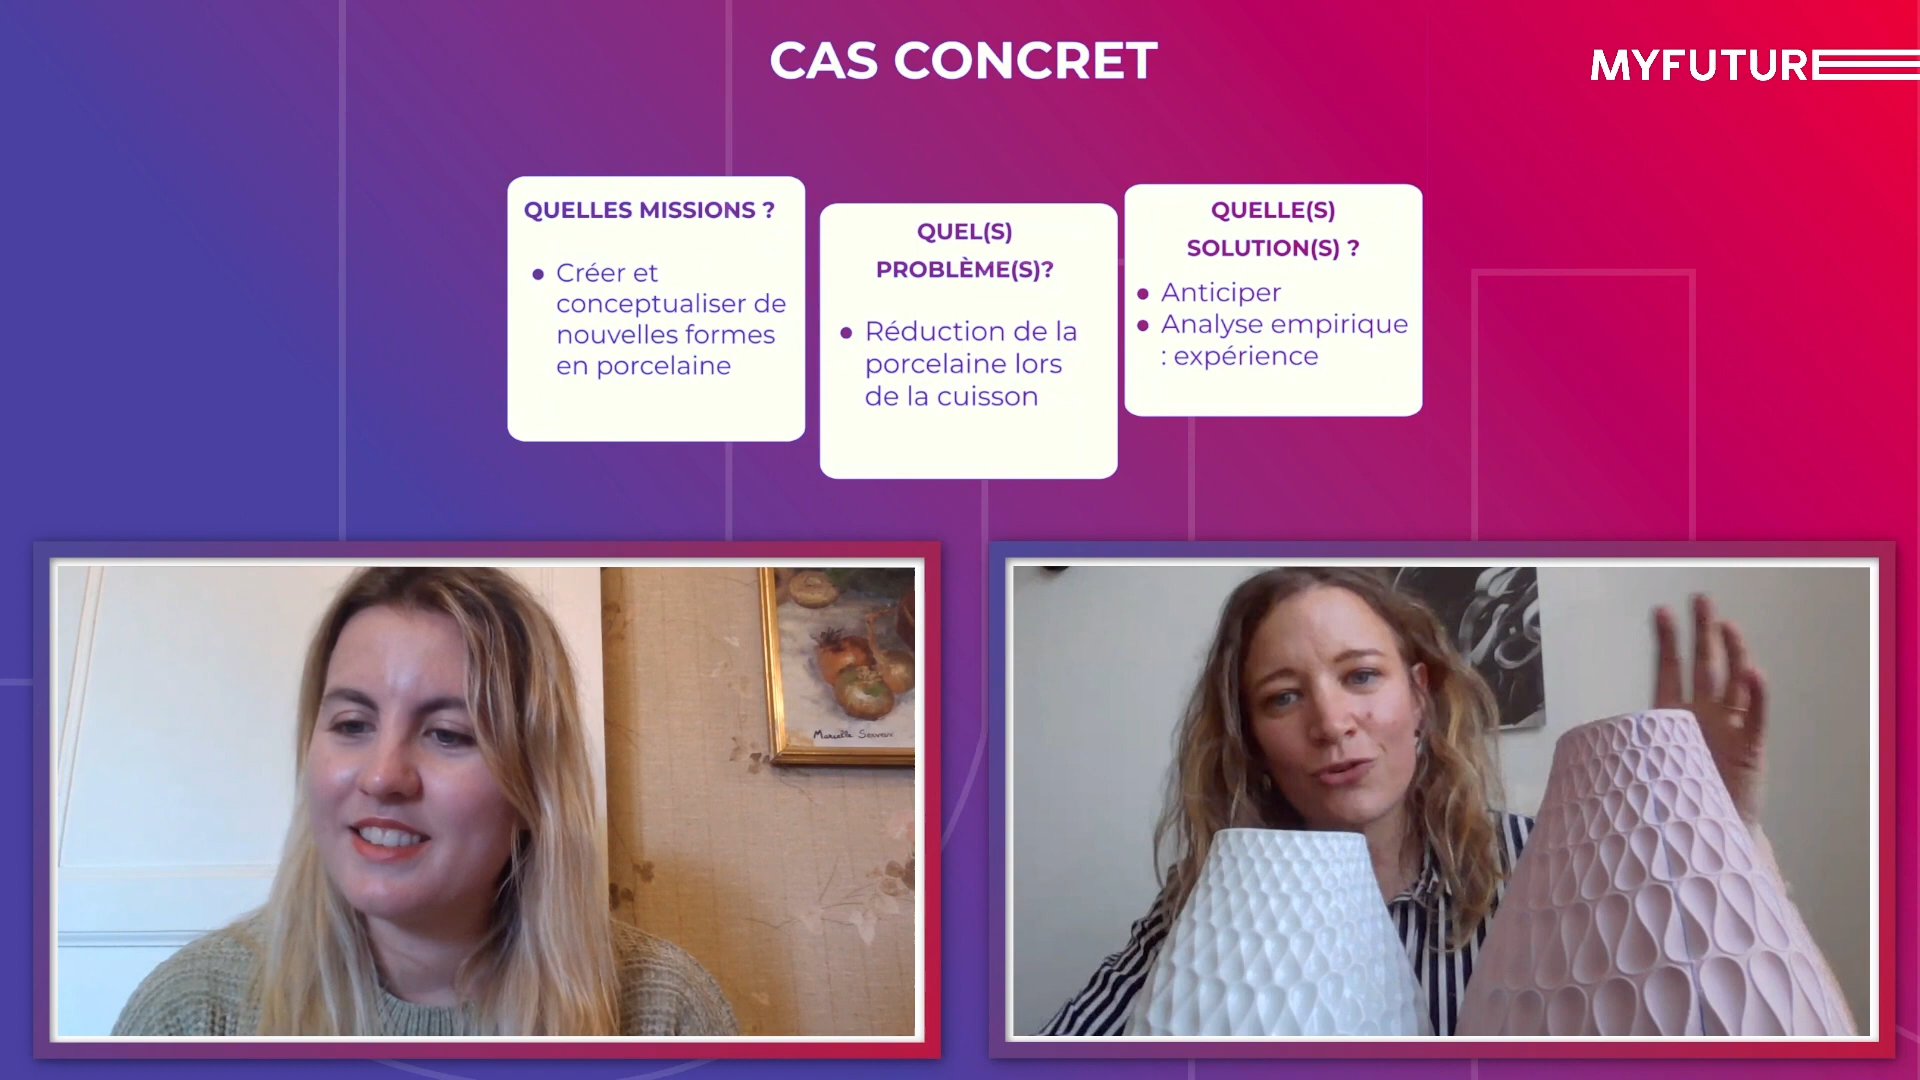 CAS CONCRET
MYFUTURE
QUELLES MISSIONS ?
● Créer et
conceptualiser de
nouvelles formes
en porcelaine
QUEL(S)
PROBLÈME(S)?
● Réduction de la
porcelaine lors
de la cuisson
QUELLE(S)
SOLUTION(S) ?
● Anticiper
● Analyse empirique
: expérience